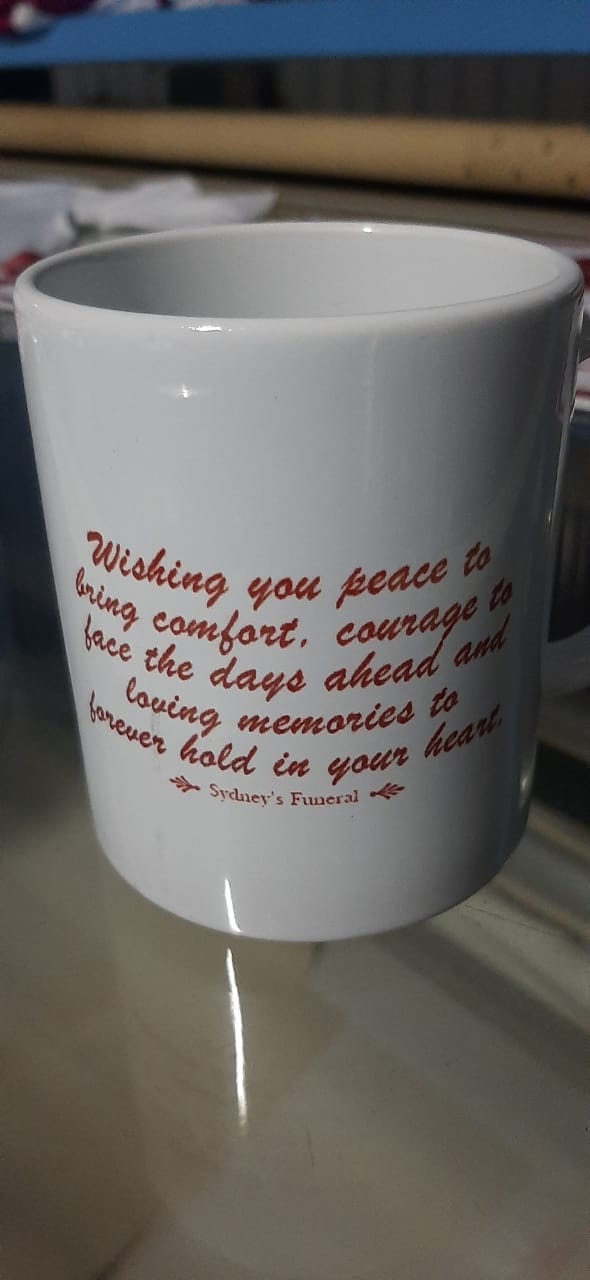 Wishing you peace to
bring comfort, courage to
face the days ahead and
loving memories to
forever hold in your heart.
Sydney's Funeral